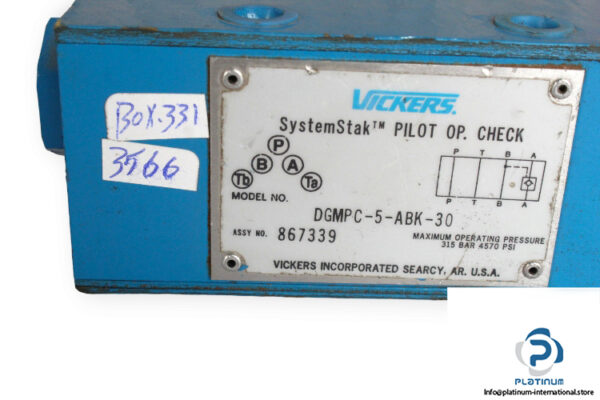 BOX.331
3566
VICKERS.
SystemStak™ PILOT OP. CHECK
P
B A
Tb Ta
P T B A
P T B A
MODEL NO.
DGMPC-5-ABK-30
ASSY NO. 867339
MAXIMUM OPERATING PRESSURE
315 BAR 4570 PSI
VICKERS INCORPORATED SEARCY, AR. U.S.A.
PLATINUM
INTERNATIONAL
Info@platinum-international.store